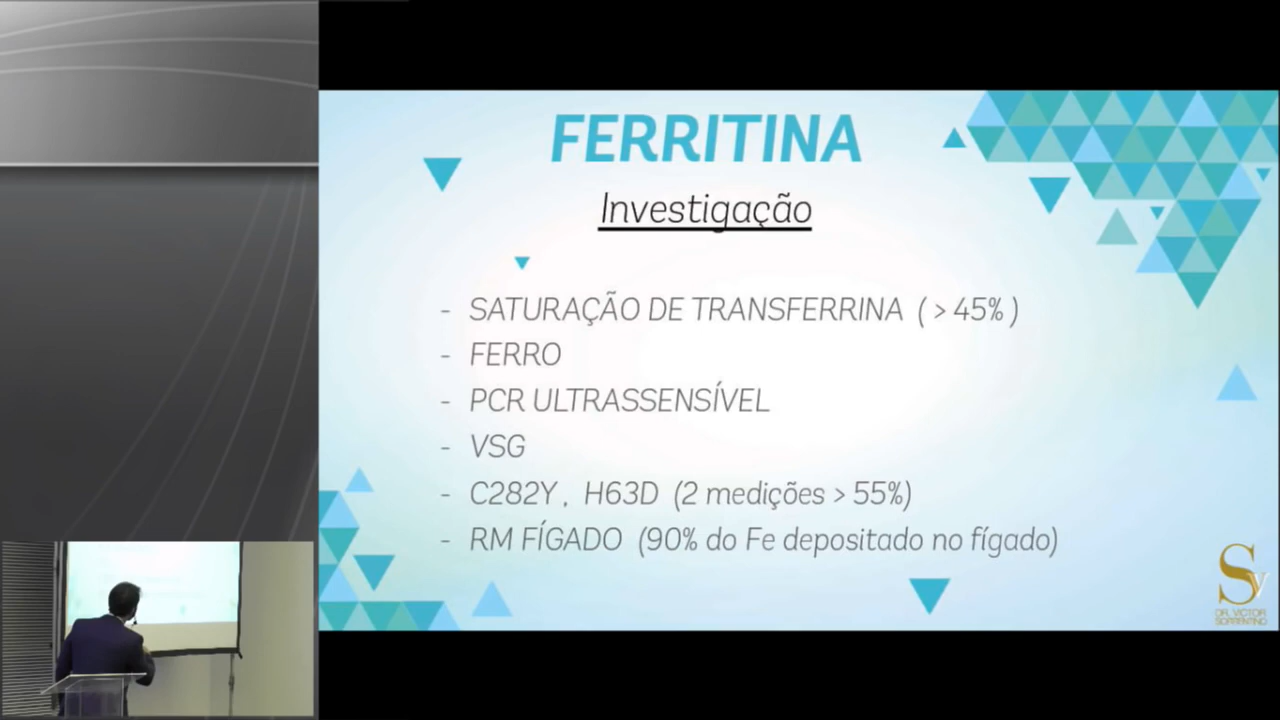 FERRITINA
Investigação
- SATURAÇÃO DE TRANSFERRINA ( > 45% )
- FERRO
- PCR ULTRASSENSÍVEL
- VSG
- C282Y , H63D (2 medições > 55%)
- RM FÍGADO (90% do Fe depositado no fígado)
Sv
DR. VICTOR
SORRENTINO